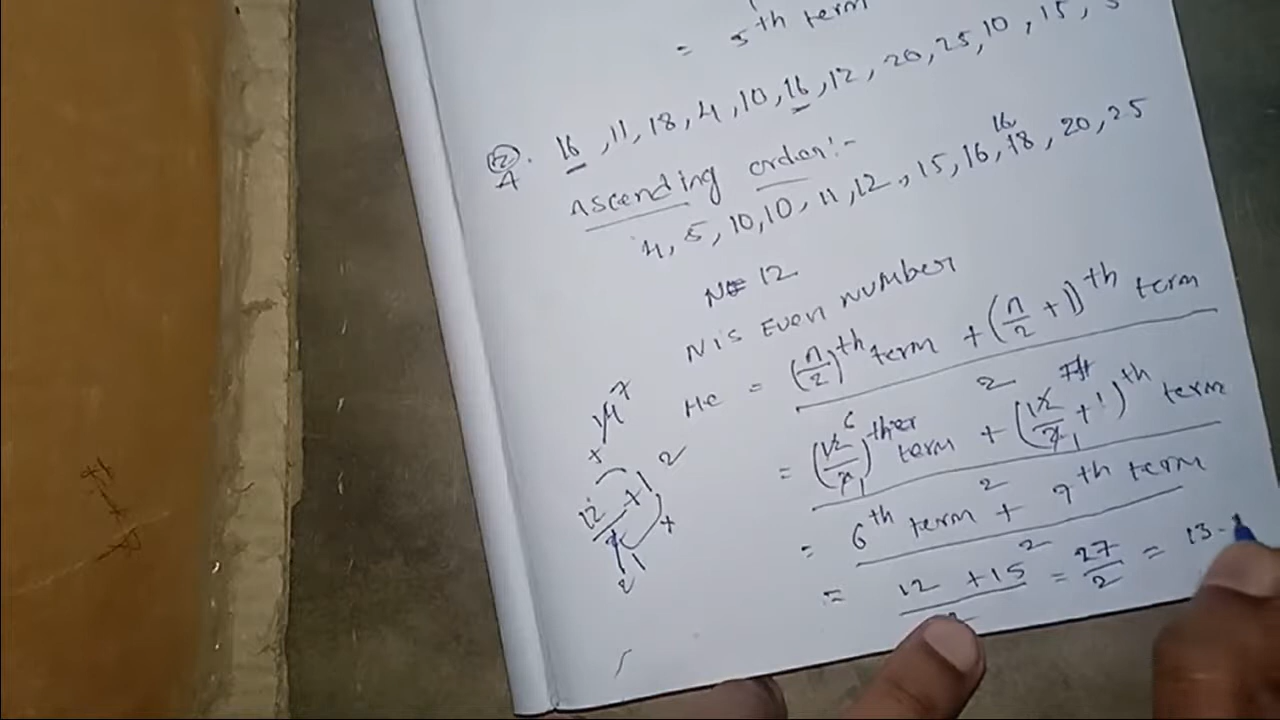 = 5th term
② 16, 11, 18, 4, 10, 16, 12, 20, 25, 10, 15, 5
A
Ascending order:-
4, 5, 10, 10, 11, 12, 15, 16, 16, 18, 20, 25
N= 12
N is Even number
= (n/2)th term + (n/2 + 1)th term
2
= (12/2)th term + (12/2 + 1)th term
2
= 6th term + 7th term
2
= 12 + 15 = 27/2 = 13.
12/2 + 1